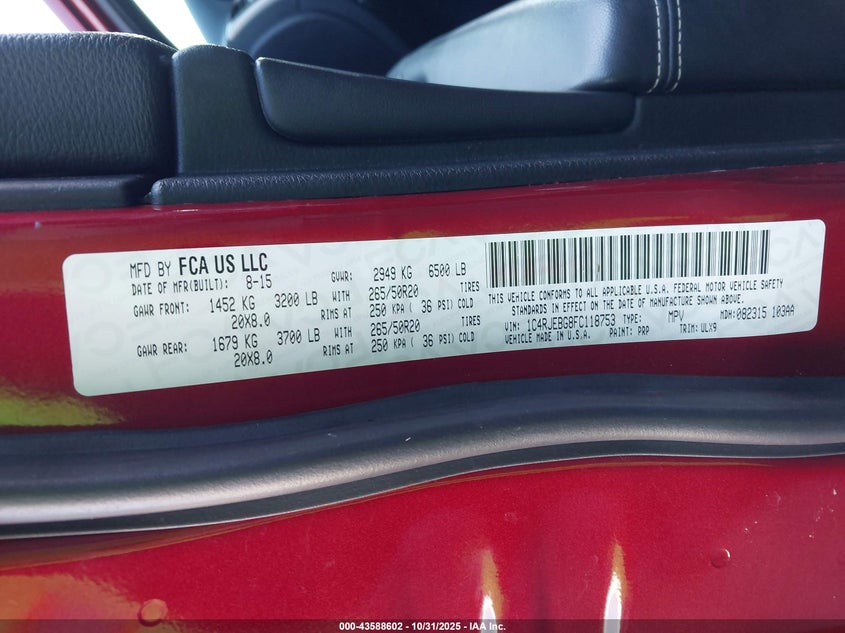 MFD BY FCA US LLC
DATE OF MFR(BUILT): 8-15 GVWR: 2949 KG 6500 LB
GAWR FRONT: 1452 KG 3200 LB WITH 265/50R20 TIRES
20X8.0 RIMS AT 250 KPA ( 36 PSI) COLD
GAWR REAR: 1679 KG 3700 LB WITH 265/50R20 TIRES
20X8.0 RIMS AT 250 KPA ( 36 PSI) COLD
THIS VEHICLE CONFORMS TO ALL APPLICABLE U.S.A. FEDERAL MOTOR VEHICLE SAFETY
STANDARDS IN EFFECT ON THE DATE OF MANUFACTURE SHOWN ABOVE.
VIN: 1C4RJEBG8FC118753 TYPE: MPV MDH:082315 103AA
VEHICLE MADE IN U.S.A. PAINT: PRP TRIM: ULX9
000-43588602 - 10/31/2025 - IAA Inc.